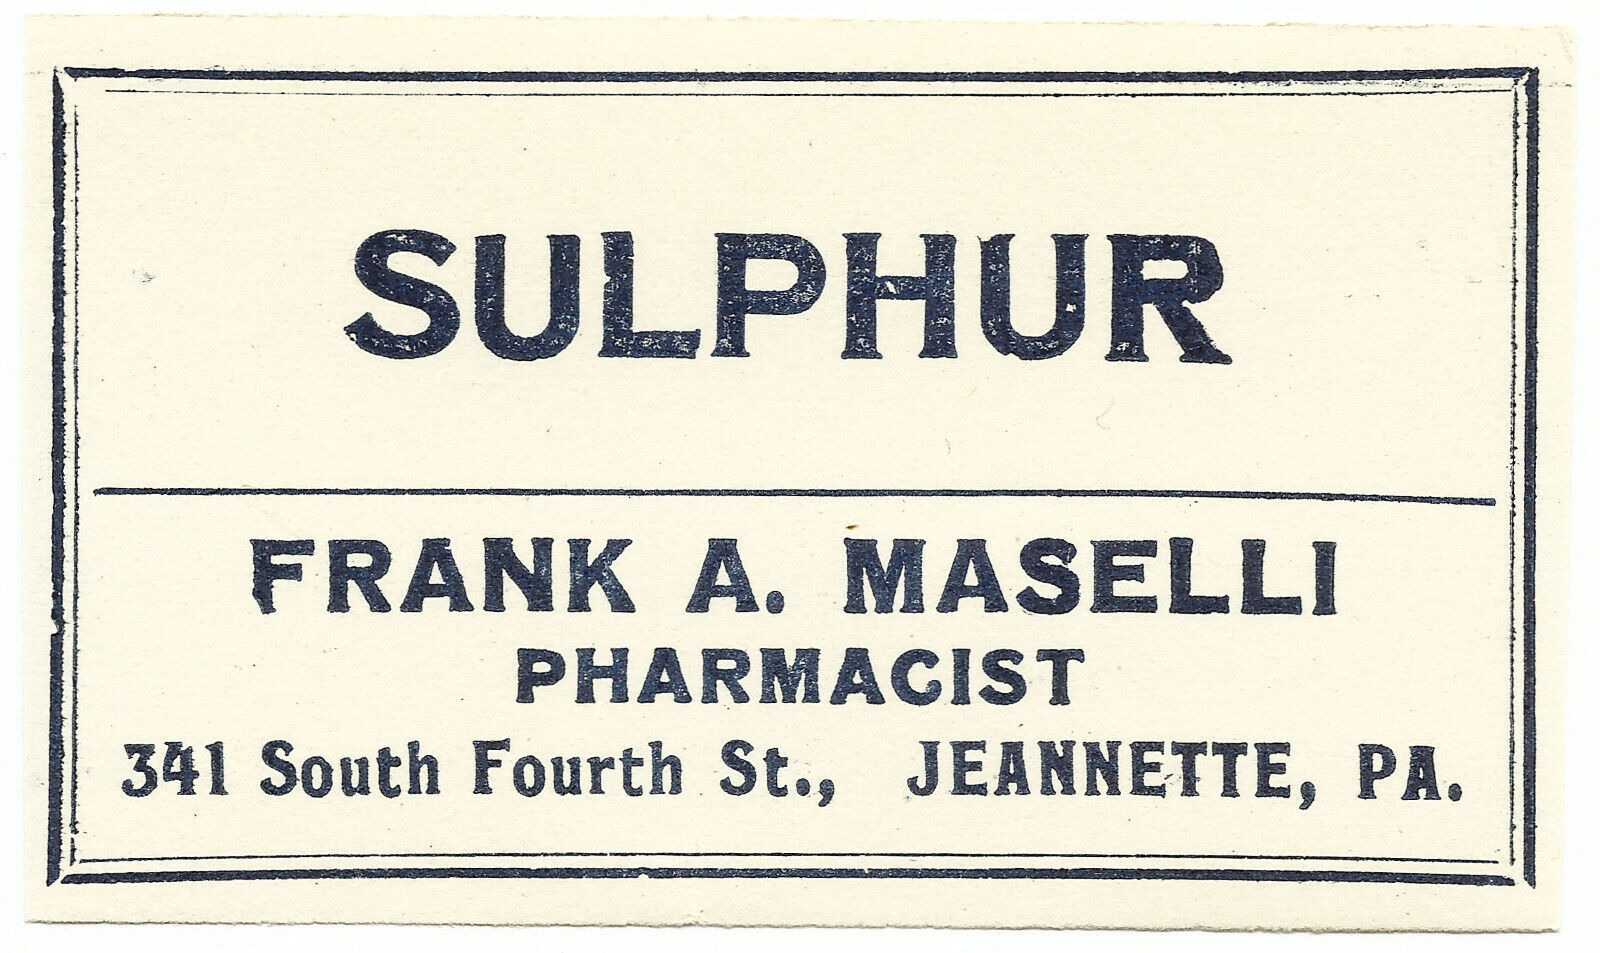 SULPHUR
FRANK A. MASELLI
PHARMACIST
341 South Fourth St., JEANNETTE, PA.